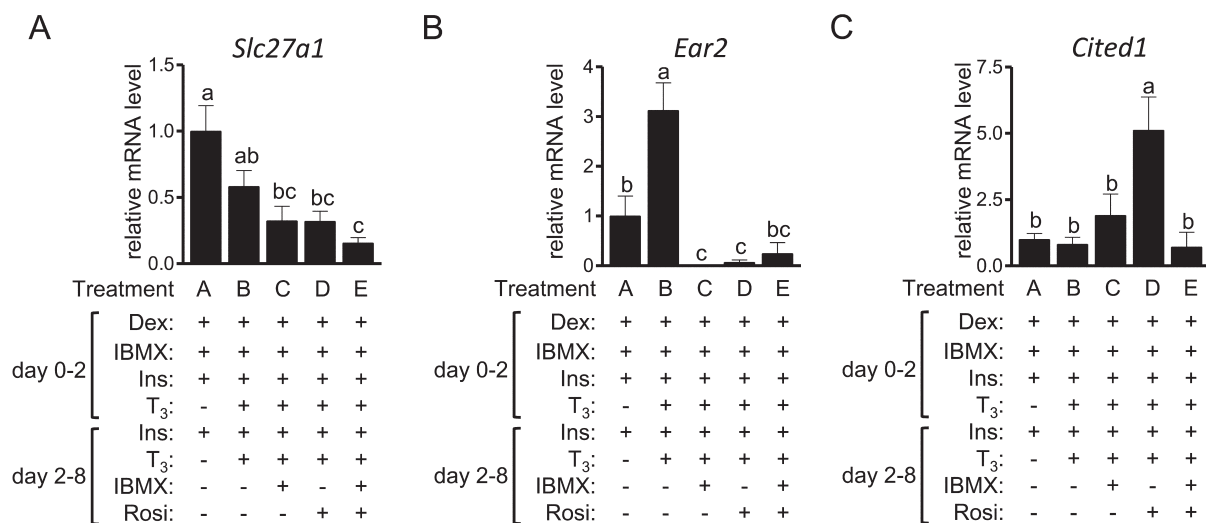 A
Slc27a1
relative mRNA level
1.5
1.0
0.5
0.0
a
ab
bc
bc
c
Treatment A B C D E
day 0-2
Dex: + + + + +
IBMX: + + + + +
Ins: + + + + +
T3: - + + + +
day 2-8
Ins: + + + + +
T3: - + + + +
IBMX: - - + - +
Rosi: - - - + +
B
Ear2
relative mRNA level
4
3
2
1
0
b
a
c
c
bc
Treatment A B C D E
day 0-2
Dex: + + + + +
IBMX: + + + + +
Ins: + + + + +
T3: - + + + +
day 2-8
Ins: + + + + +
T3: - + + + +
IBMX: - - + - +
Rosi: - - - + +
C
Cited1
relative mRNA level
7.5
5.0
2.5
0.0
b
b
b
a
b
Treatment A B C D E
day 0-2
Dex: + + + + +
IBMX: + + + + +
Ins: + + + + +
T3: - + + + +
day 2-8
Ins: + + + + +
T3: - + + + +
IBMX: - - + - +
Rosi: - - - + +